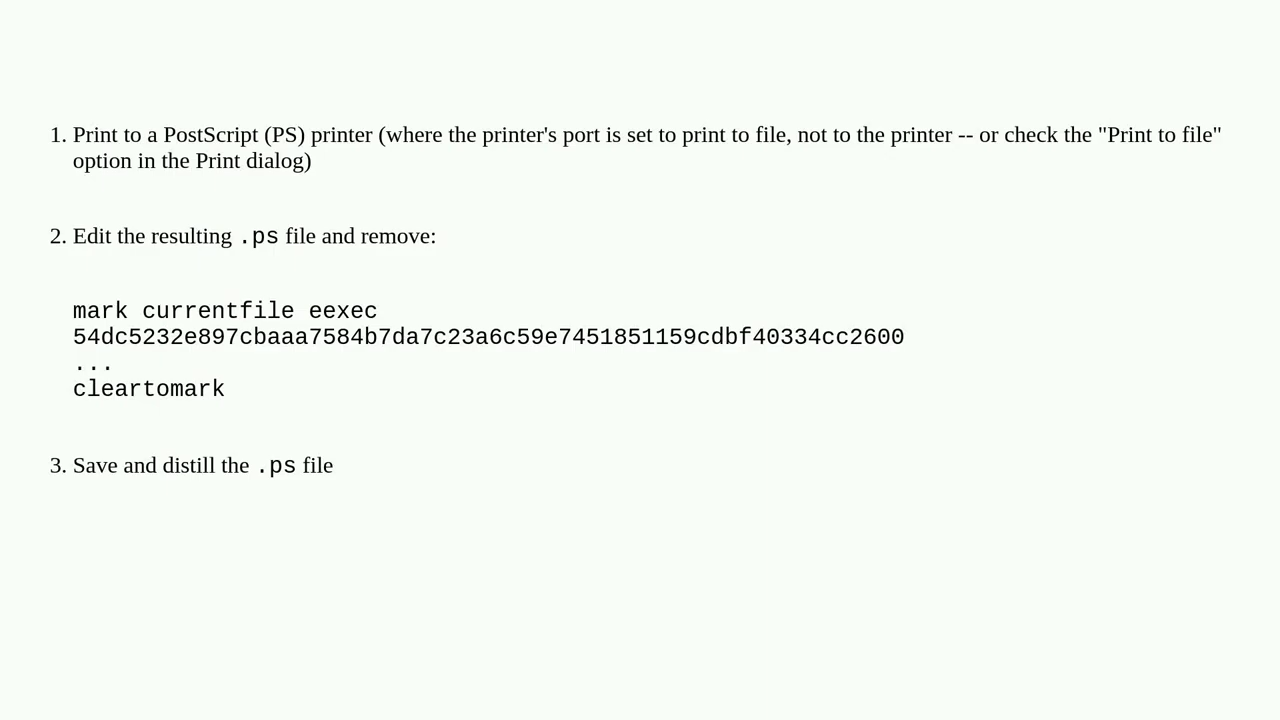 1. Print to a PostScript (PS) printer (where the printer's port is set to print to file, not to the printer -- or check the "Print to file"
option in the Print dialog)
2. Edit the resulting .ps file and remove:
mark currentfile eexec
54dc5232e897cbaaa7584b7da7c23a6c59e7451851159cdbf40334cc2600
...
cleartomark
3. Save and distill the .ps file